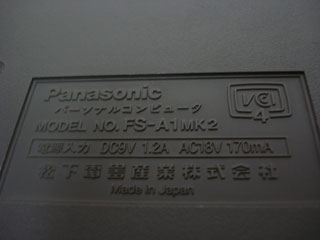 Panasonic
パーソナルコンピュータ
MODEL NO. FS-A1MK2
VCI
4
電源入力 DC9V 1.2A AC18V 170mA
松下電器産業株式会社
Made in Japan